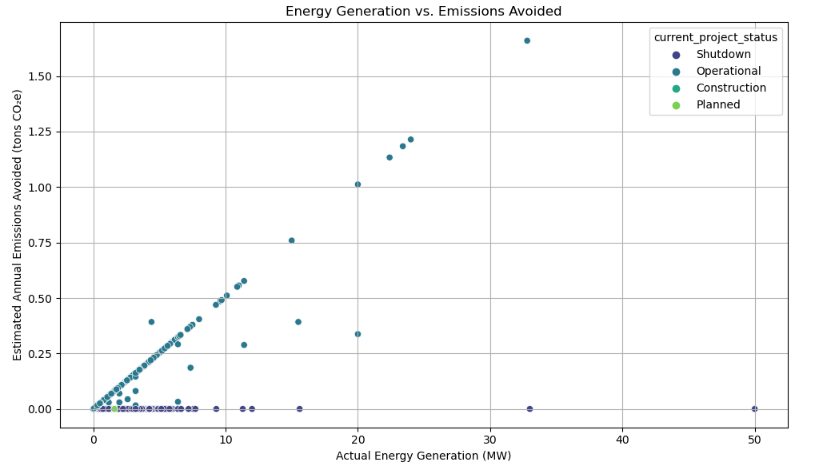 Energy Generation vs. Emissions Avoided
current_project_status
Shutdown
Operational
Construction
Planned
Estimated Annual Emissions Avoided (tons CO₂e)
1.50
1.25
1.00
0.75
0.50
0.25
0.00
0 10 20 30 40 50
Actual Energy Generation (MW)